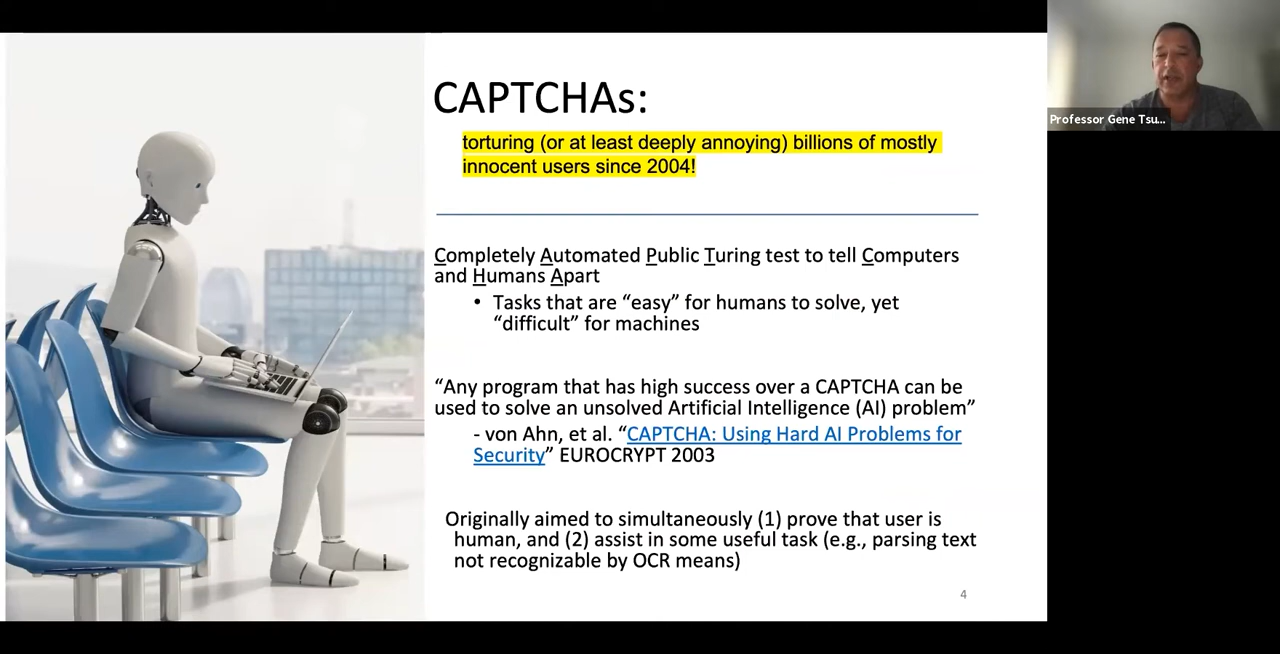 CAPTCHAs:
torturing (or at least deeply annoying) billions of mostly
innocent users since 2004!
Completely Automated Public Turing test to tell Computers
and Humans Apart
• Tasks that are “easy” for humans to solve, yet
“difficult” for machines
“Any program that has high success over a CAPTCHA can be
used to solve an unsolved Artificial Intelligence (AI) problem”
- von Ahn, et al. “CAPTCHA: Using Hard AI Problems for
Security” EUROCRYPT 2003
Originally aimed to simultaneously (1) prove that user is
human, and (2) assist in some useful task (e.g., parsing text
not recognizable by OCR means)
4
Professor Gene Tsu...